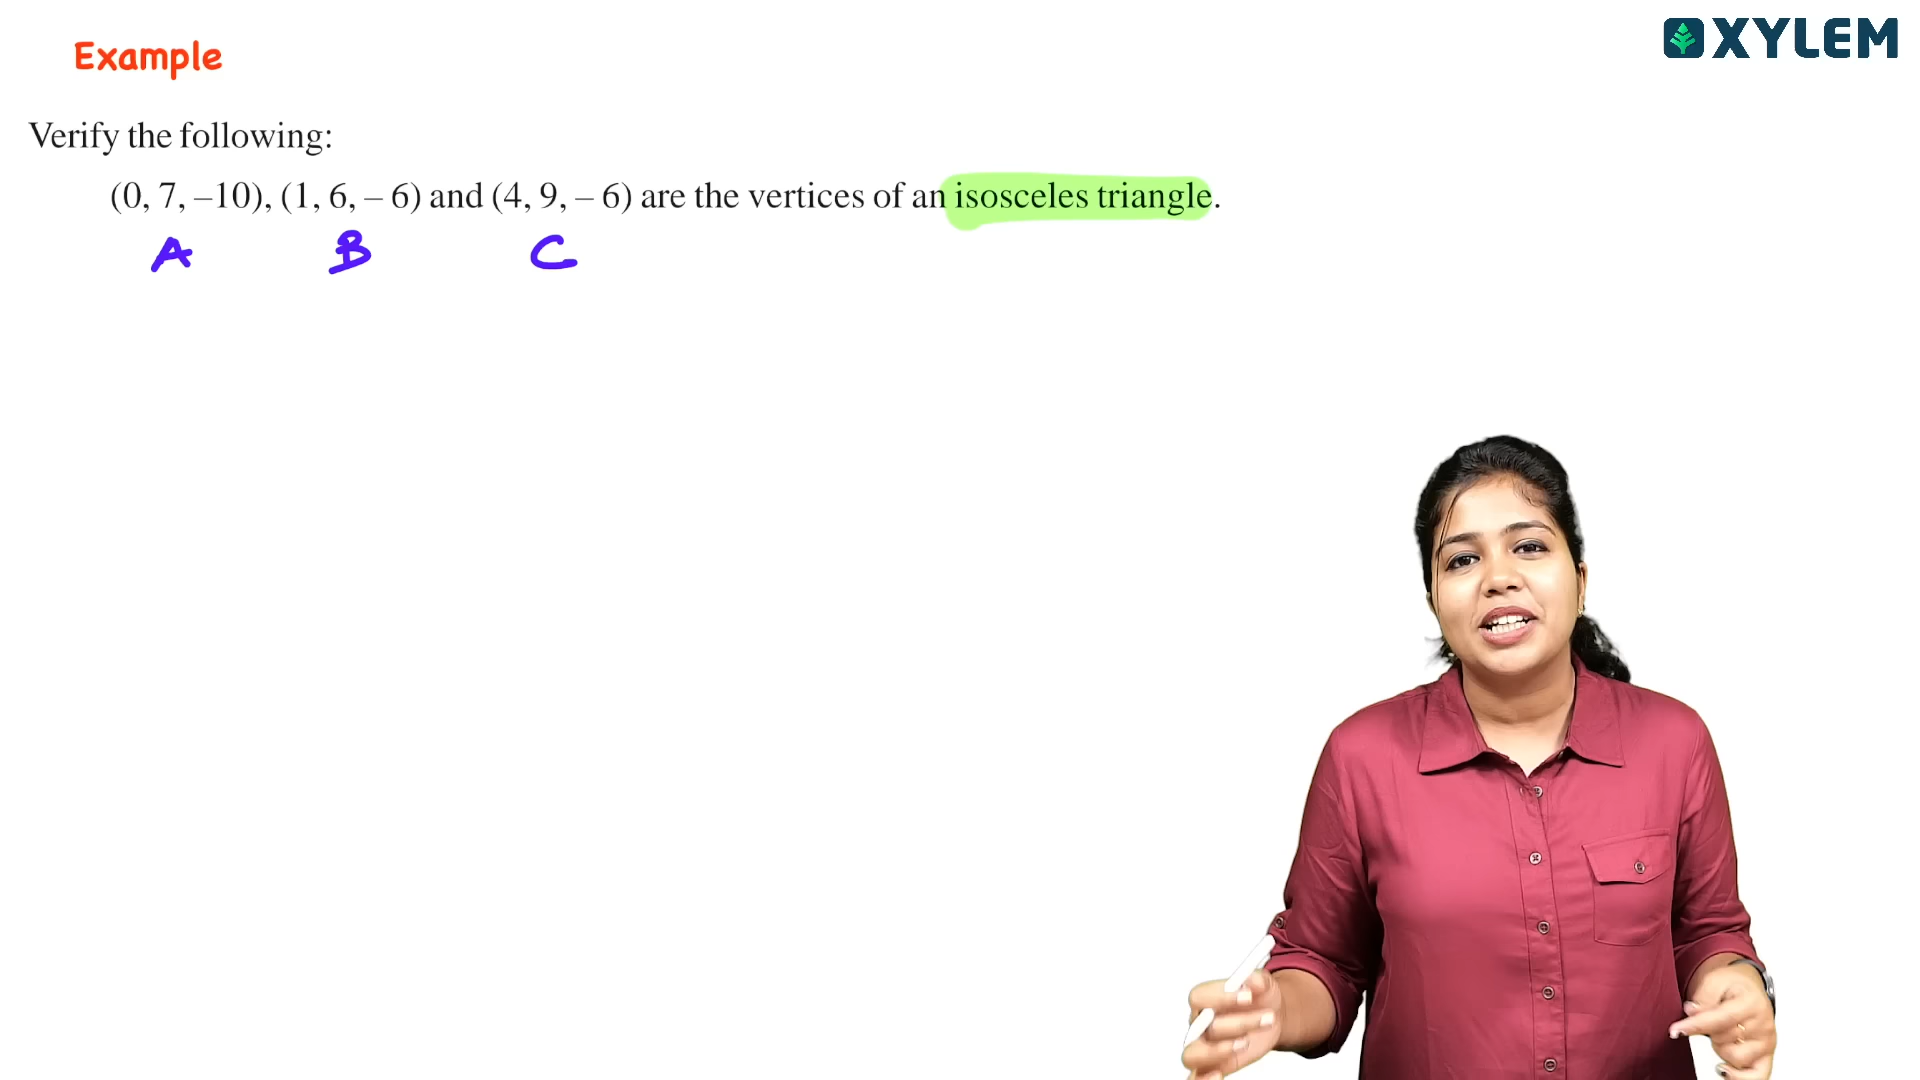 Example
XYLEM
Verify the following:
(0, 7, –10), (1, 6, – 6) and (4, 9, – 6) are the vertices of an isosceles triangle.
A B C